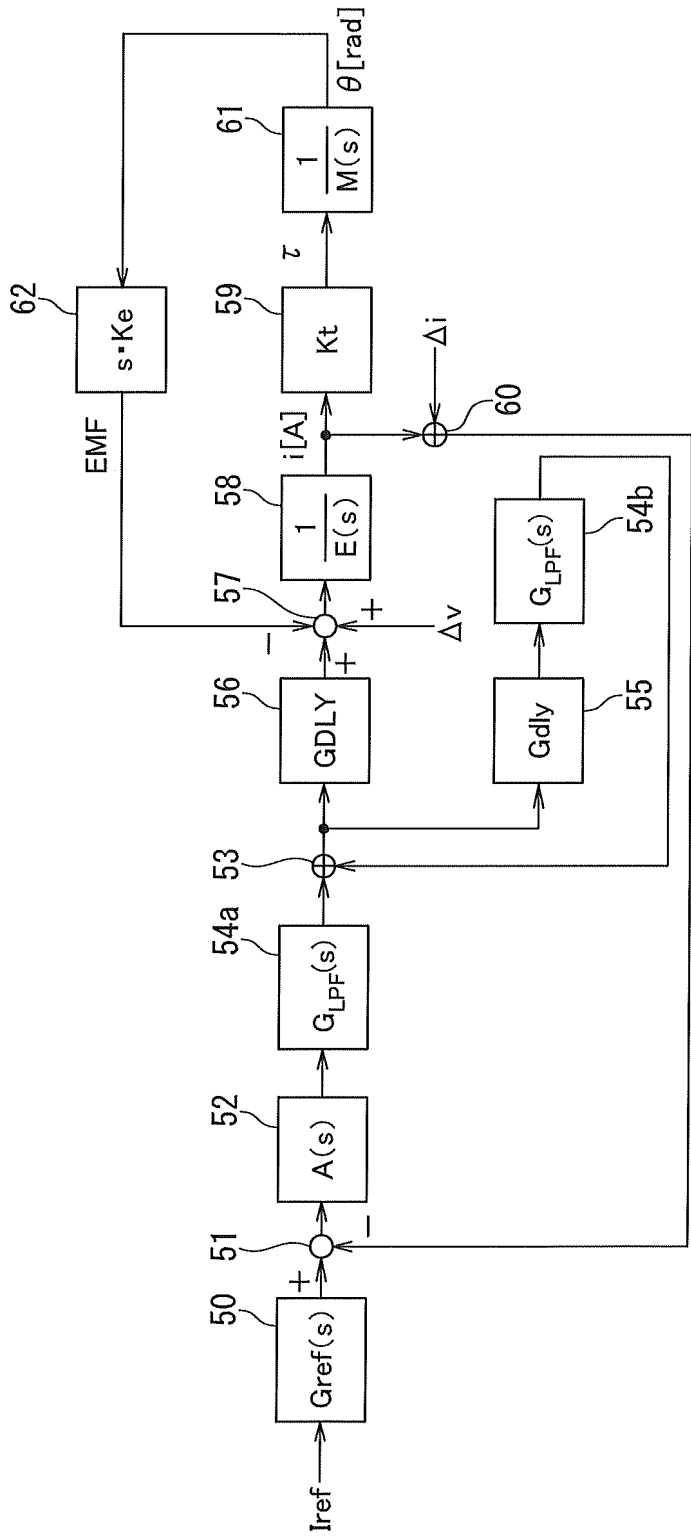 Iref
50
Gref(s)
+
51
−
52
A(s)
54a
G_LPF(s)
53
56
GDLY
+
57
−
+
Δv
58
1
E(s)
i[A]
59
Kt
τ
61
1
M(s)
θ[rad]
62
s·Ke
EMF
Δi
60
Gdly
55
G_LPF(s)
54b